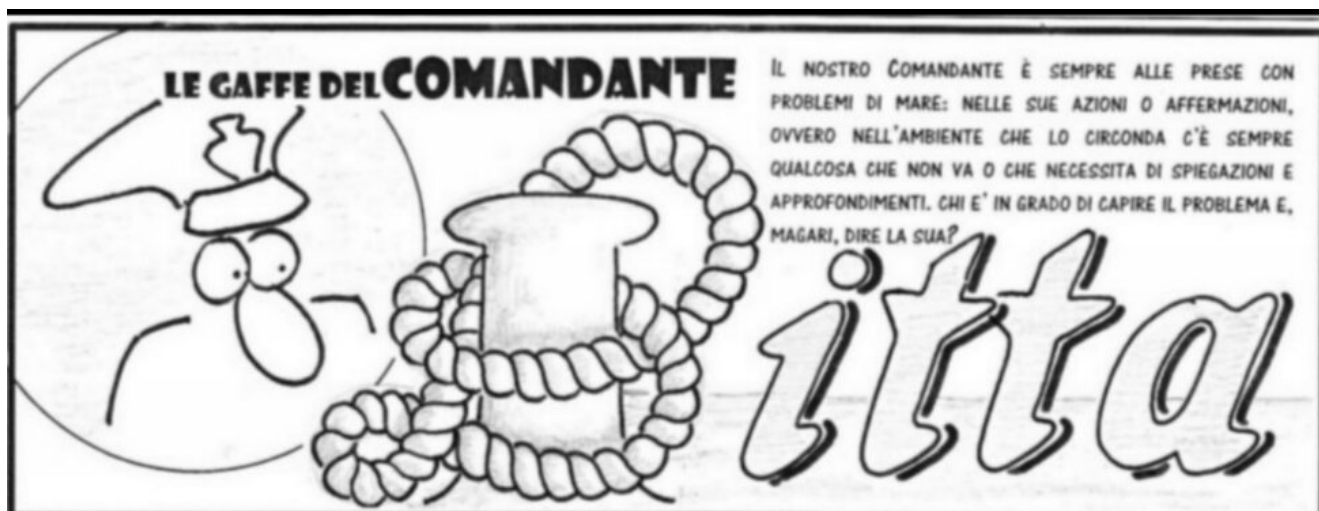 LE GAFFE DEL COMANDANTE
IL NOSTRO COMANDANTE È SEMPRE ALLE PRESE CON
PROBLEMI DI MARE: NELLE SUE AZIONI O AFFERMAZIONI,
OVVERO NELL'AMBIENTE CHE LO CIRCONDA C'È SEMPRE
QUALCOSA CHE NON VA O CHE NECESSITA DI SPIEGAZIONI E
APPROFONDIMENTI. CHI E' IN GRADO DI CAPIRE IL PROBLEMA E,
MAGARI, DIRE LA SUA?
itta